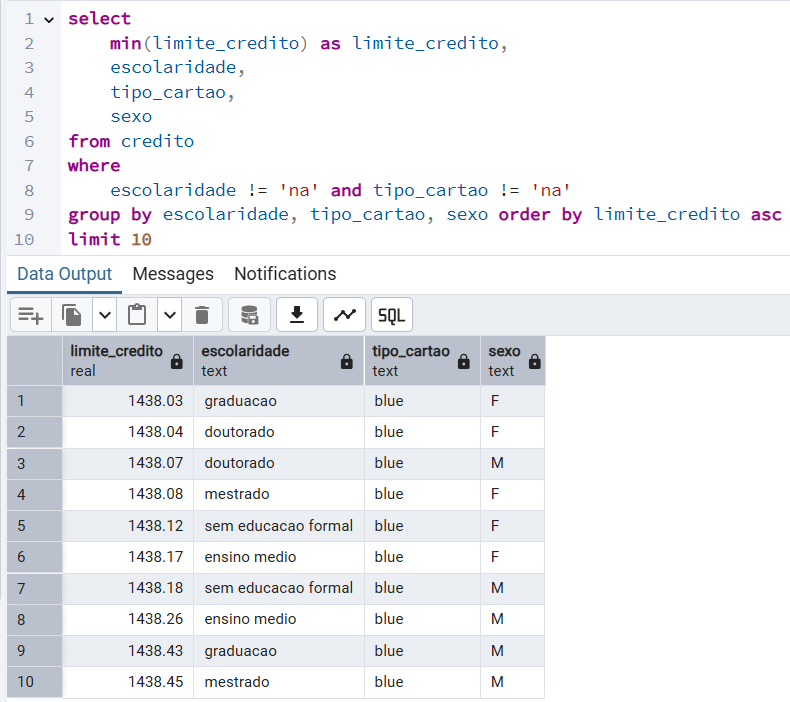 1 select
2 min(limite_credito) as limite_credito,
3 escolaridade,
4 tipo_cartao,
5 sexo
6 from credito
7 where
8 escolaridade != 'na' and tipo_cartao != 'na'
9 group by escolaridade, tipo_cartao, sexo order by limite_credito asc
10 limit 10
Data Output Messages Notifications
SQL
limite_credito escolaridade tipo_cartao sexo
real text text text
1 1438.03 graduacao blue F
2 1438.04 doutorado blue F
3 1438.07 doutorado blue M
4 1438.08 mestrado blue F
5 1438.12 sem educacao formal blue F
6 1438.17 ensino medio blue F
7 1438.18 sem educacao formal blue M
8 1438.26 ensino medio blue M
9 1438.43 graduacao blue M
10 1438.45 mestrado blue M